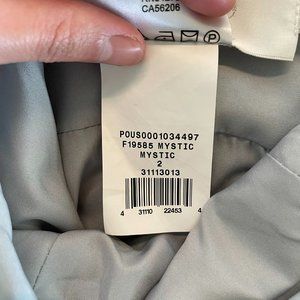 CA56206
P
POUS0001034497
F19585 MYSTIC
MYSTIC
2
31113013
4 31110 22453 4